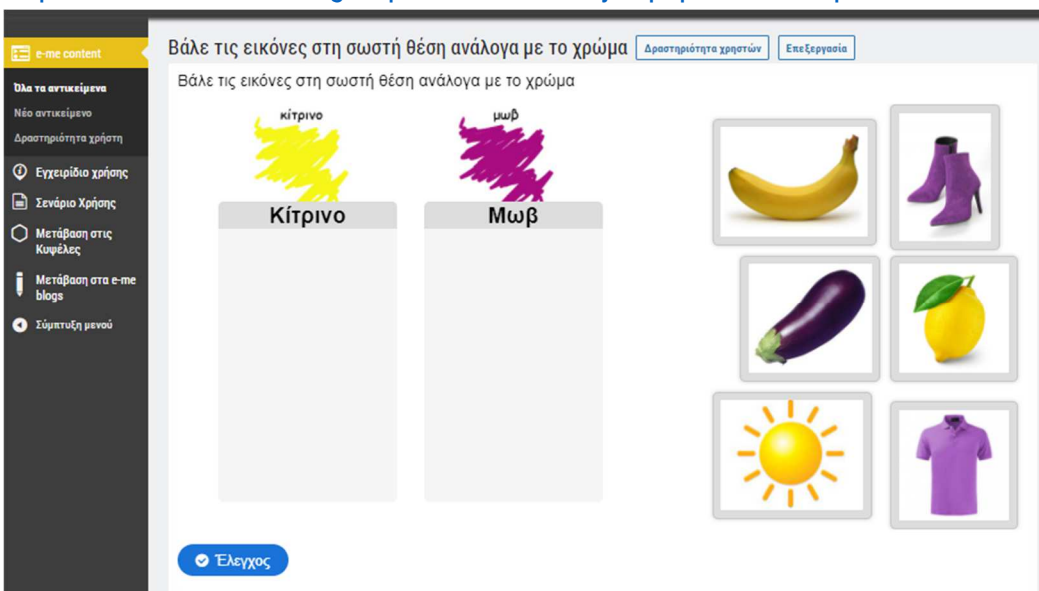 e-me content
Όλα τα αντικείμενα
Νέο αντικείμενο
Δραστηριότητα χρήστη
Εγχειρίδιο χρήσης
Σενάριο Χρήσης
Μετάβαση στις
Κυψέλες
Μετάβαση στα e-me
blogs
Σύμπτυξη μενού
Βάλε τις εικόνες στη σωστή θέση ανάλογα με το χρώμα
Δραστηριότητα χρηστών
Επεξεργασία
Βάλε τις εικόνες στη σωστή θέση ανάλογα με το χρώμα
κίτρινο
μωβ
Κίτρινο
Μωβ
Έλεγχος